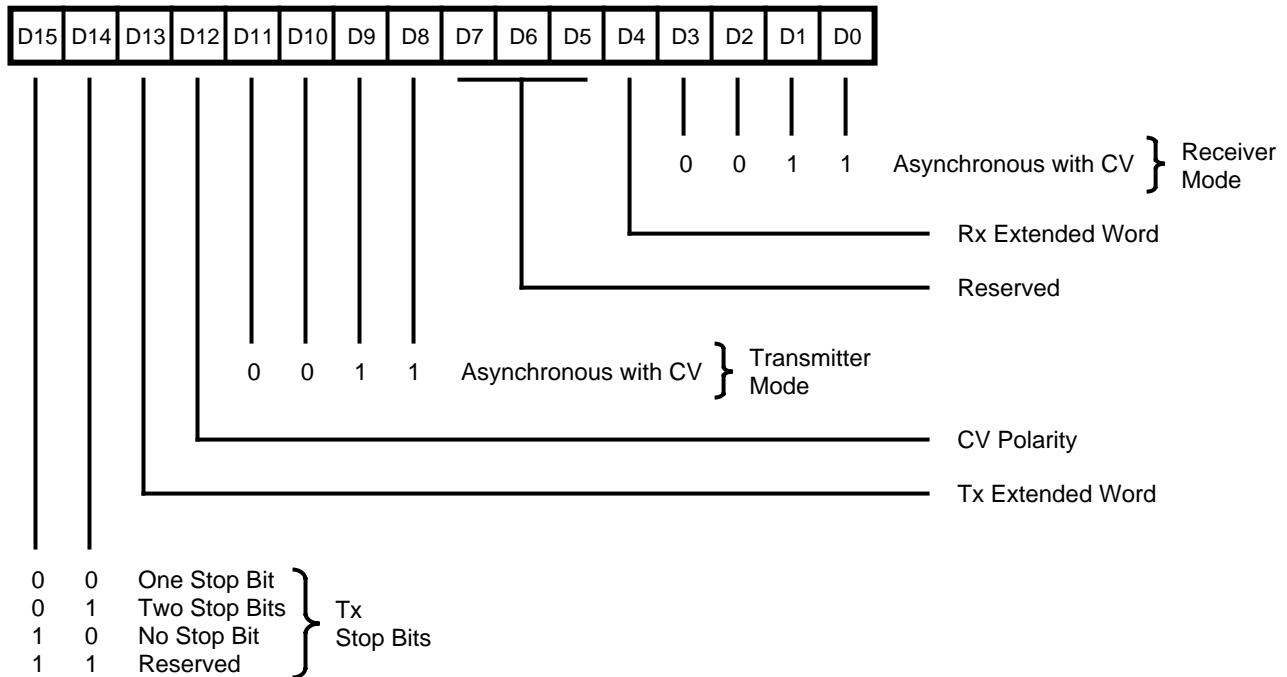 D15 D14 D13 D12 D11 D10 D9 D8 D7 D6 D5 D4 D3 D2 D1 D0
0 0 1 1 Asynchronous with CV Receiver
Mode
Rx Extended Word
Reserved
0 0 1 1 Asynchronous with CV Transmitter
Mode
CV Polarity
Tx Extended Word
0 0 One Stop Bit
0 1 Two Stop Bits Tx
1 0 No Stop Bit Stop Bits
1 1 Reserved